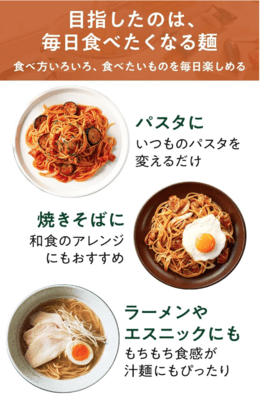 目指したのは、
毎日食べたくなる麺
食べ方いろいろ、食べたいものを毎日楽しめる
パスタに
いつものパスタを
変えるだけ
焼きそばに
和食のアレンジ
にもおすすめ
ラーメンや
エスニックにも
もちもち食感が
汁麺にもぴったり